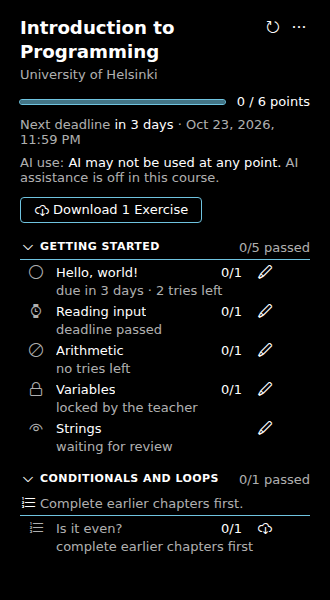 Introduction to
Programming
University of Helsinki
0 / 6 points
Next deadline in 3 days · Oct 23, 2026,
11:59 PM
AI use: AI may not be used at any point. AI
assistance is off in this course.
Download 1 Exercise
GETTING STARTED 0/5 passed
Hello, world! 0/1
due in 3 days · 2 tries left
Reading input 0/1
deadline passed
Arithmetic 0/1
no tries left
Variables 0/1
locked by the teacher
Strings
waiting for review
CONDITIONALS AND LOOPS 0/1 passed
Complete earlier chapters first.
Is it even? 0/1
complete earlier chapters first